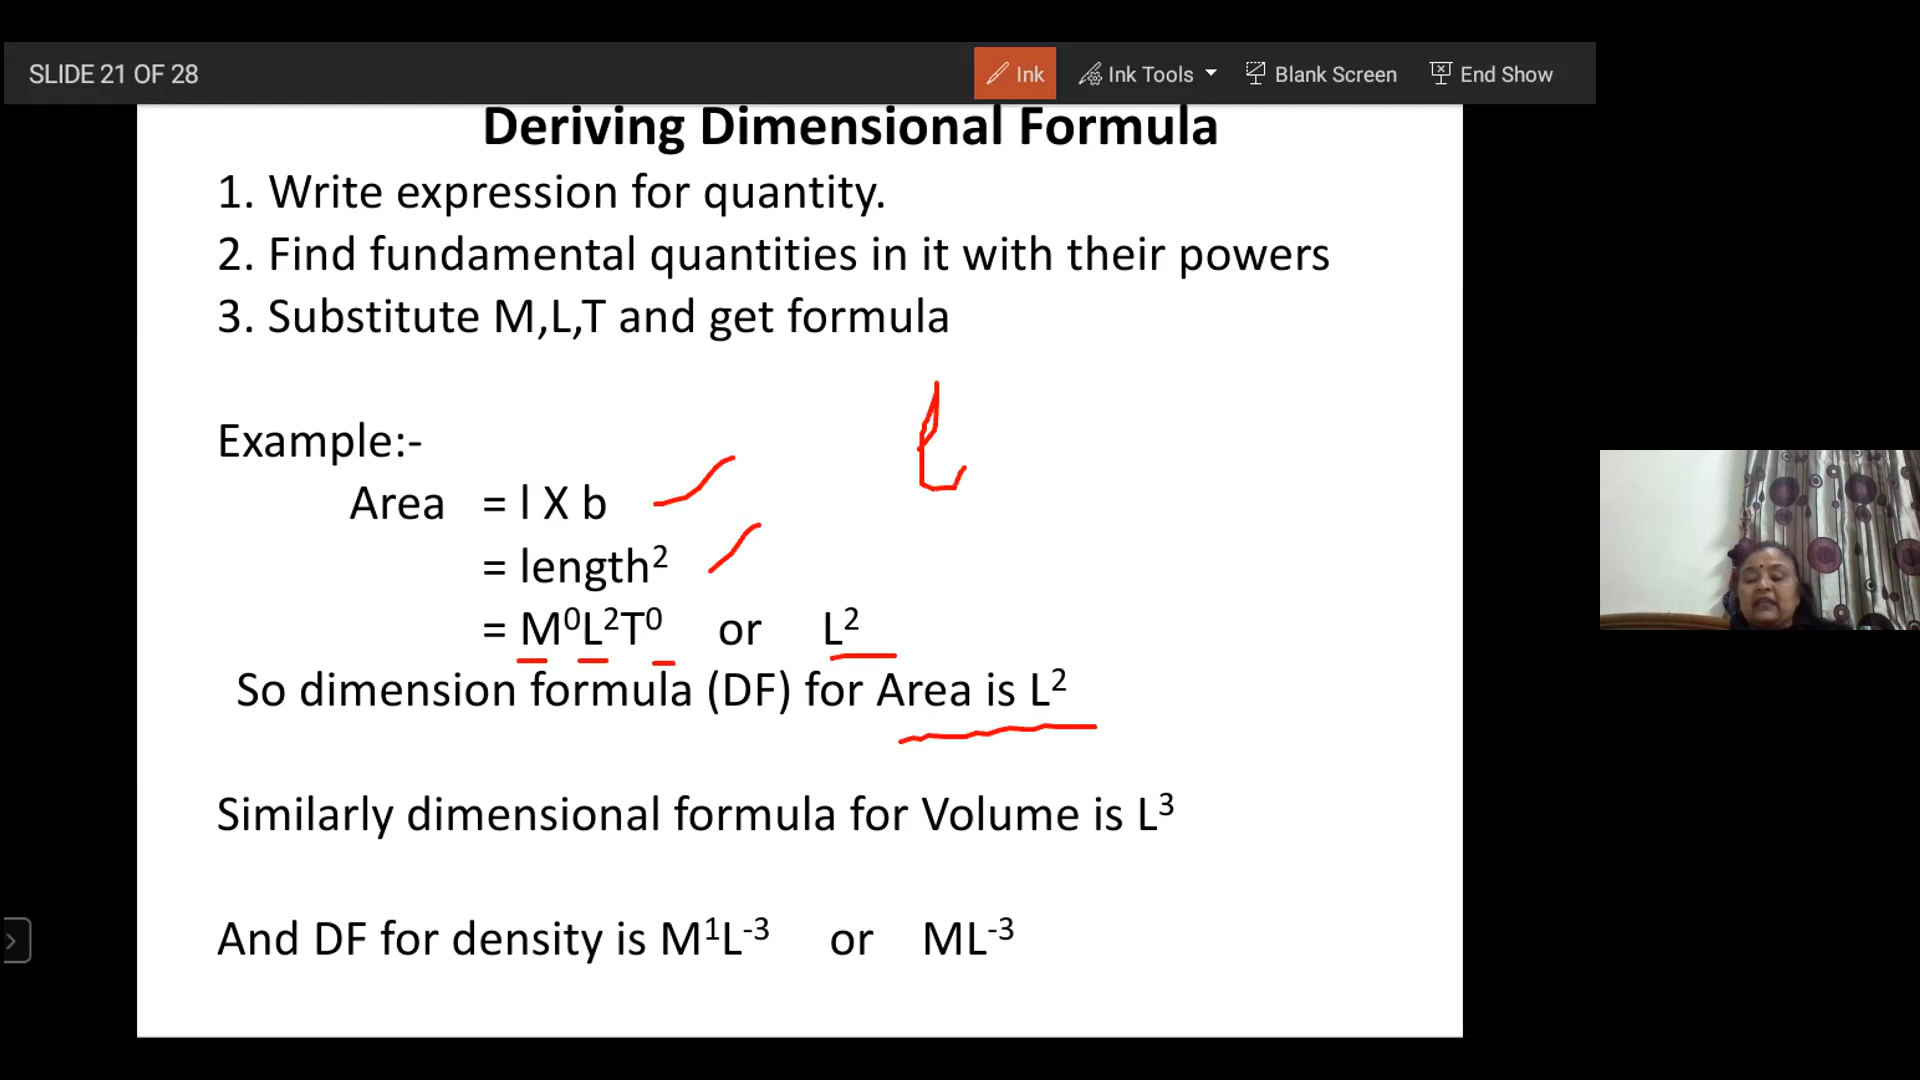 SLIDE 21 OF 28 Ink Ink Tools Blank Screen End Show
Deriving Dimensional Formula
1. Write expression for quantity.
2. Find fundamental quantities in it with their powers
3. Substitute M,L,T and get formula
l
Example:-
Area = l X b
= length²
= M⁰L²T⁰ or L²
So dimension formula (DF) for Area is L²
Similarly dimensional formula for Volume is L³
And DF for density is M¹L⁻³ or ML⁻³